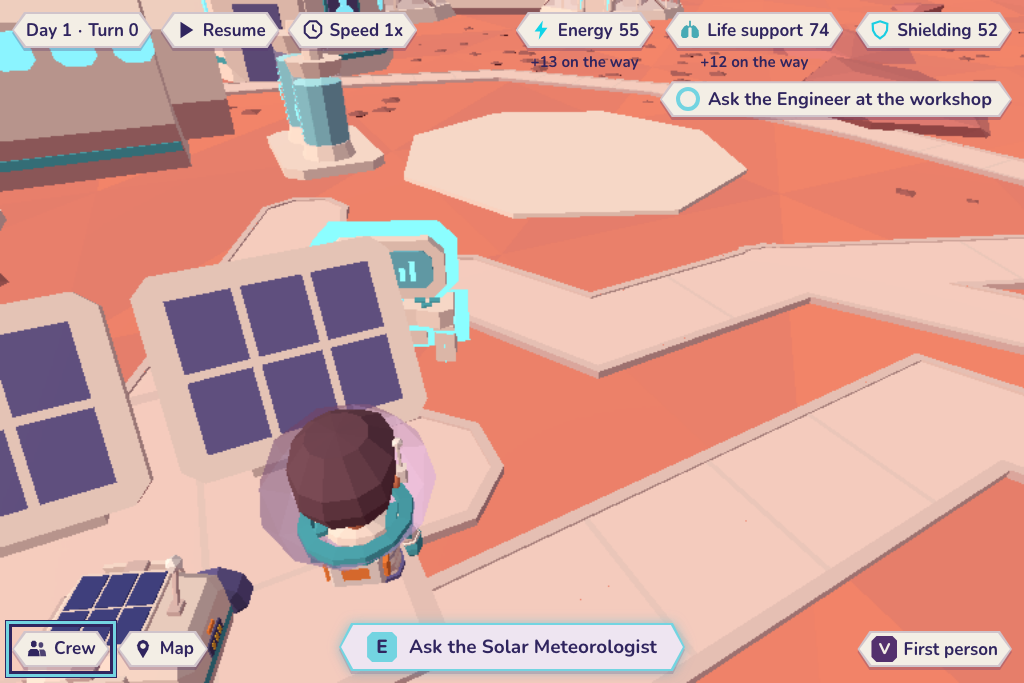 Day 1 · Turn 0
Resume
Speed 1x
Energy 55
Life support 74
Shielding 52
+13 on the way
+12 on the way
Ask the Engineer at the workshop
E Ask the Solar Meteorologist
Crew
Map
V First person